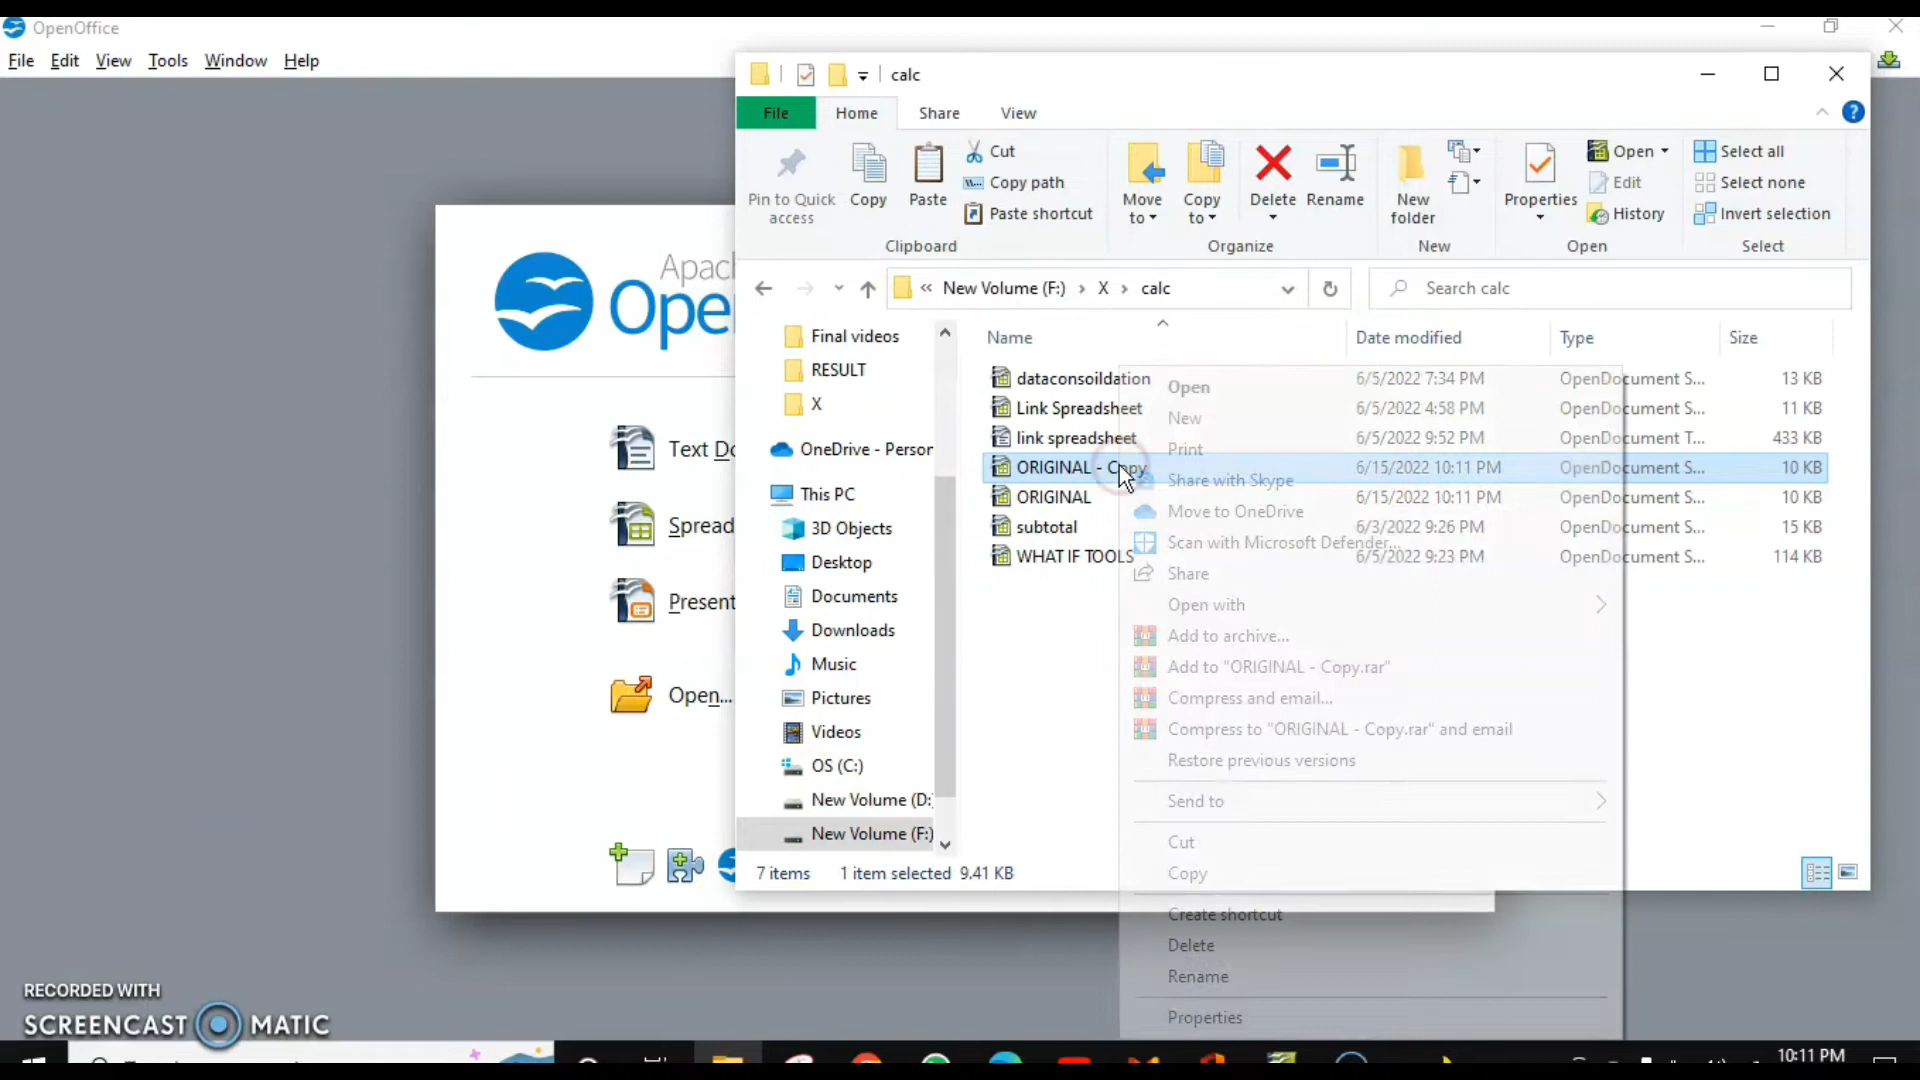 OpenOffice
File Edit View Tools Window Help
calc
File Home Share View
Pin to Quick access
Copy
Paste
Cut
Copy path
Paste shortcut
Clipboard
Move to
Copy to
Delete
Rename
Organize
New folder
New
Properties
Open
Edit
History
Open
Select all
Select none
Invert selection
Select
« New Volume (F:) › X › calc
Search calc
Apac
Ope
Text Do
Spread
Present
Open...
Final videos
RESULT
X
OneDrive - Person
This PC
3D Objects
Desktop
Documents
Downloads
Music
Pictures
Videos
OS (C:)
New Volume (D:
New Volume (F:)
Name Date modified Type Size
dataconsoildation 6/5/2022 7:34 PM OpenDocument S... 13 KB
Link Spreadsheet 6/5/2022 4:58 PM OpenDocument S... 11 KB
link spreadsheet 6/5/2022 9:52 PM OpenDocument T... 433 KB
ORIGINAL - Copy 6/15/2022 10:11 PM OpenDocument S... 10 KB
ORIGINAL 6/15/2022 10:11 PM OpenDocument S... 10 KB
subtotal 6/3/2022 9:26 PM OpenDocument S... 15 KB
WHAT IF TOOLS 6/5/2022 9:23 PM OpenDocument S... 114 KB
Open
New
Print
Share with Skype
Move to OneDrive
Scan with Microsoft Defender...
Share
Open with
Add to archive...
Add to "ORIGINAL - Copy.rar"
Compress and email...
Compress to "ORIGINAL - Copy.rar" and email
Restore previous versions
Send to
Cut
Copy
Create shortcut
Delete
Rename
Properties
7 items 1 item selected 9.41 KB
RECORDED WITH
SCREENCAST MATIC
10:11 PM